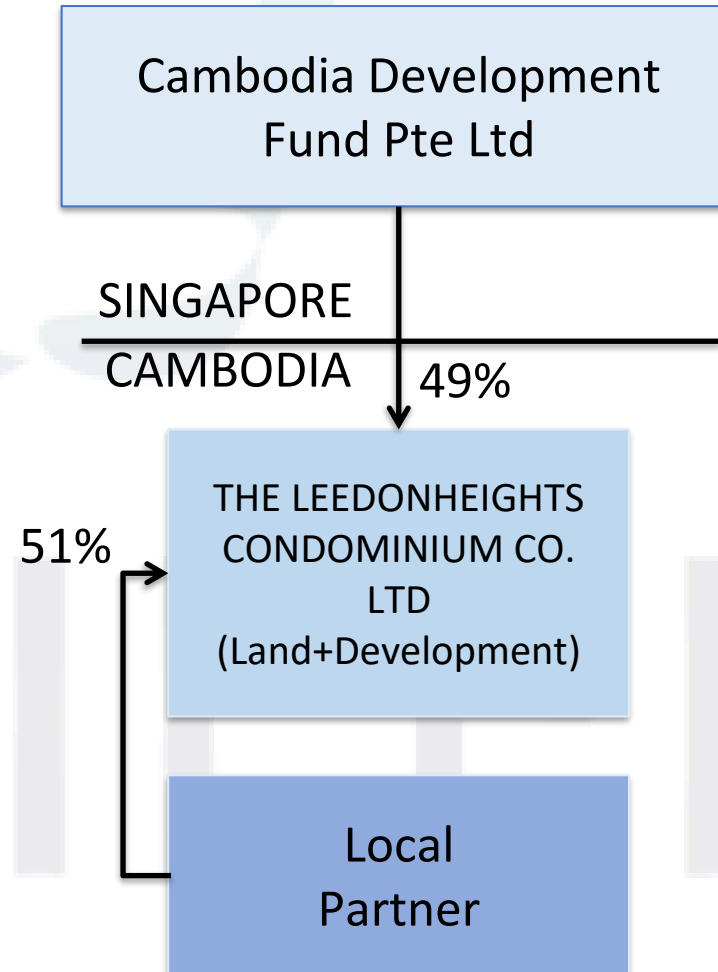 Cambodia Development
Fund Pte Ltd
SINGAPORE
CAMBODIA
49%
THE LEEDONHEIGHTS
CONDOMINIUM CO.
LTD
(Land+Development)
51%
Local
Partner